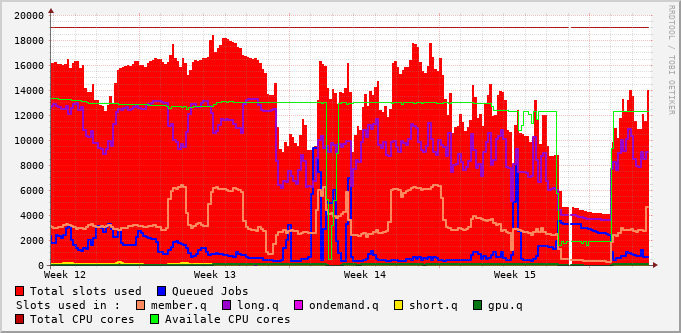 20000
18000
16000
14000
12000
10000
8000
6000
4000
2000
0
Week 12 Week 13 Week 14 Week 15
Total slots used Queued Jobs
Slots used in : member.q long.q ondemand.q short.q gpu.q
Total CPU cores Availale CPU cores
RRDTOOL / TOBI OETIKER